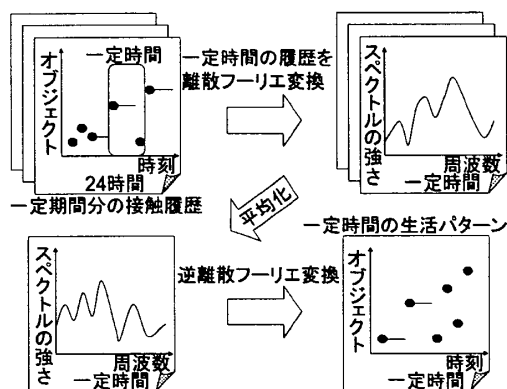 オブジェクト
一定時間
時刻
24時間
一定期間分の接触履歴
一定時間の履歴を
離散フーリエ変換
スペクトルの強さ
周波数
一定時間
平均化
スペクトルの強さ
周波数
一定時間
逆離散フーリエ変換
一定時間の生活パターン
オブジェクト
時刻
一定時間